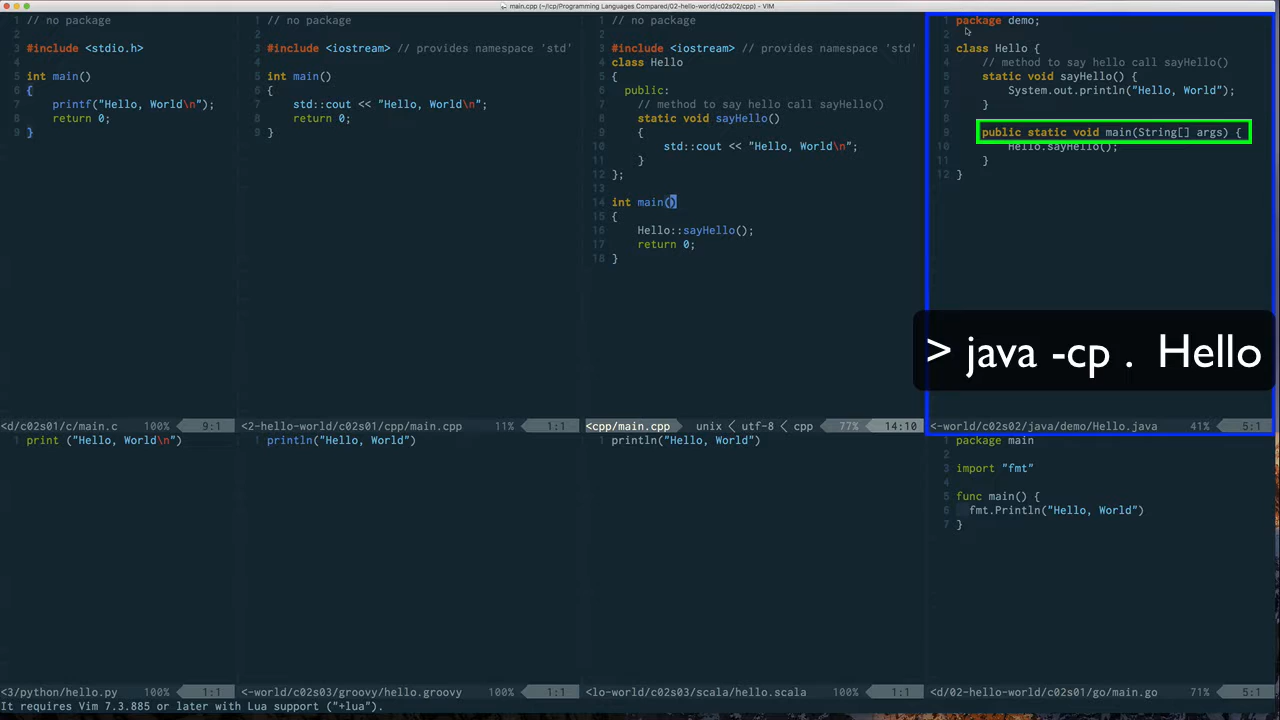 main.cpp (~/cp/Programming Languages Compared/02-hello-world/c02s02/cpp) - VIM
1 // no package
2
3 #include <stdio.h>
4
5 int main()
6 {
7 printf("Hello, World\n");
8 return 0;
9 }
<d/c02s01/c/main.c 100% 9:1
1 // no package
2
3 #include <iostream> // provides namespace 'std'
4
5 int main()
6 {
7 std::cout << "Hello, World\n";
8 return 0;
9 }
<2-hello-world/c02s01/cpp/main.cpp 11% 1:1
1 // no package
2
3 #include <iostream> // provides namespace 'std'
4 class Hello
5 {
6 public:
7 // method to say hello call sayHello()
8 static void sayHello()
9 {
10 std::cout << "Hello, World\n";
11 }
12 };
13
14 int main()
15 {
16 Hello::sayHello();
17 return 0;
18 }
<cpp/main.cpp unix < utf-8 < cpp 77% 14:10
1 package demo;
2
3 class Hello {
4 // method to say hello call sayHello()
5 static void sayHello() {
6 System.out.println("Hello, World");
7 }
8
9 public static void main(String[] args) {
10 Hello.sayHello();
11 }
12 }
> java -cp . Hello
<-world/c02s02/java/demo/Hello.java 41% 5:1
1 print ("Hello, World\n")
<3/python/hello.py 100% 1:1
1 println("Hello, World")
<-world/c02s03/groovy/hello.groovy 100% 1:1
1 println("Hello, World")
<lo-world/c02s03/scala/hello.scala 100% 1:1
1 package main
2
3 import "fmt"
4
5 func main() {
6 fmt.Println("Hello, World")
7 }
<d/02-hello-world/c02s01/go/main.go 71% 5:1
It requires Vim 7.3.885 or later with Lua support ("+lua").